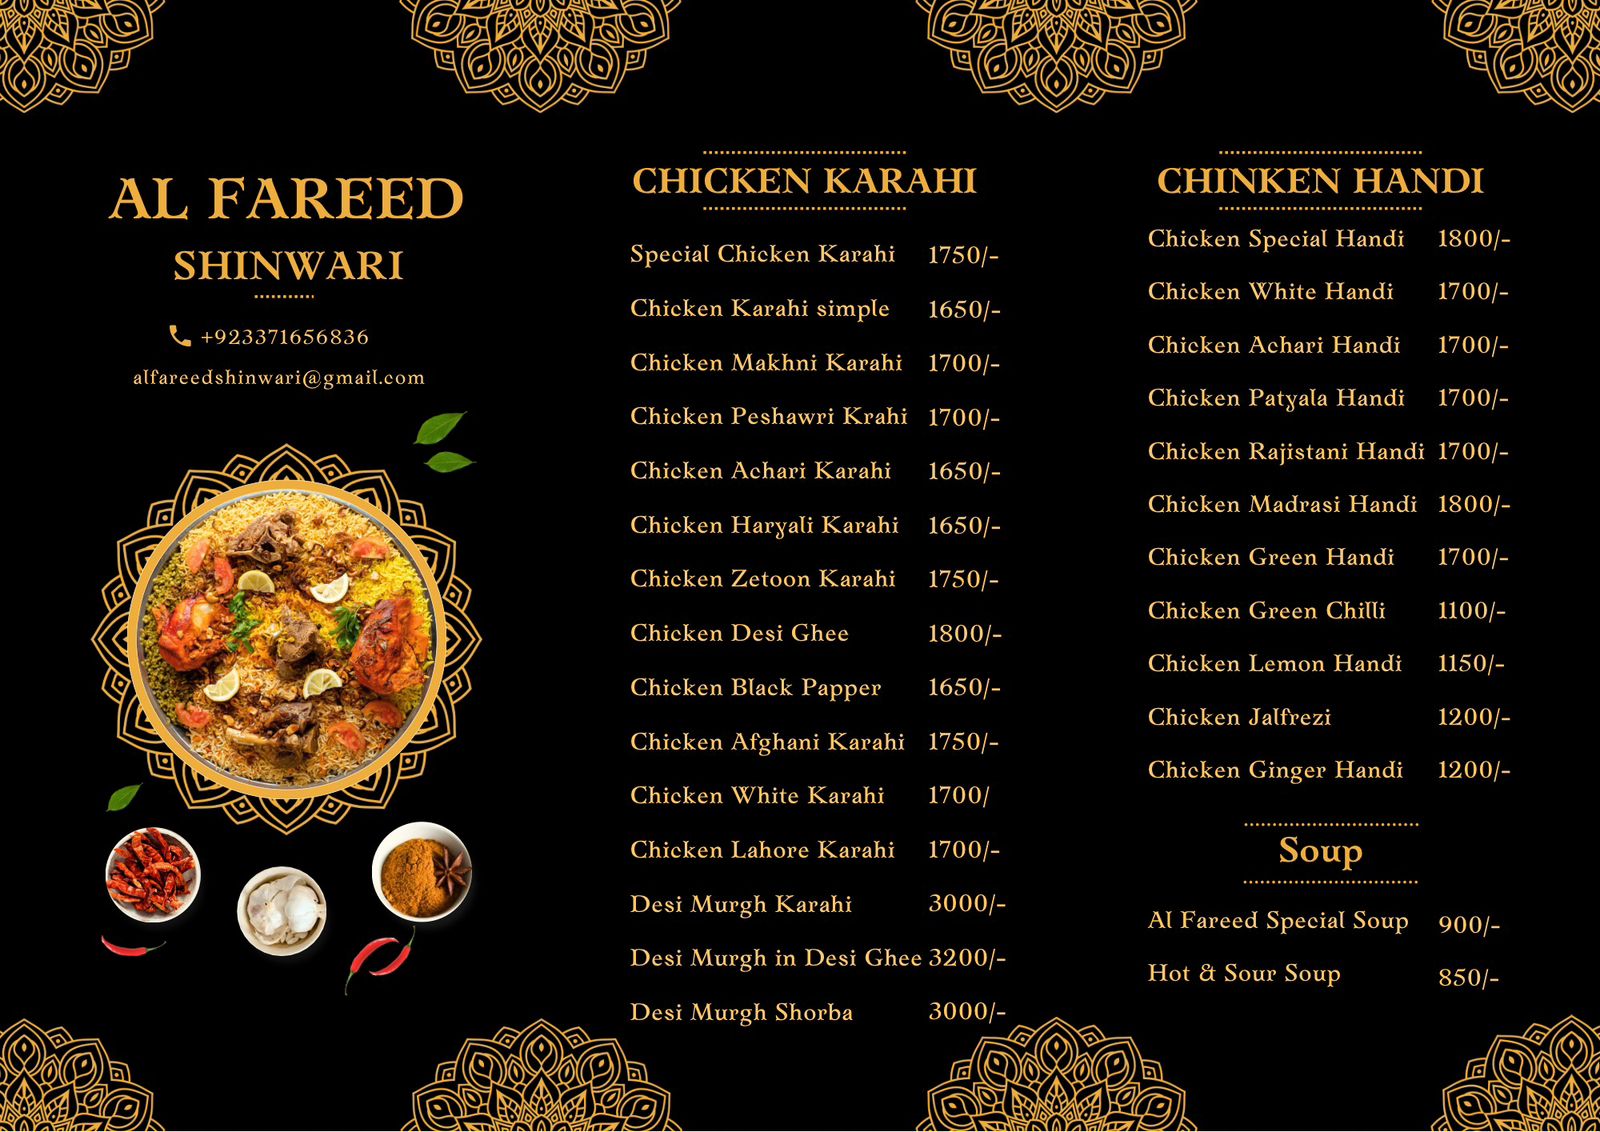 AL FAREED
SHINWARI
+923371656836
alfareedshinwari@gmail.com
CHICKEN KARAHI
Special Chicken Karahi 1750/-
Chicken Karahi simple 1650/-
Chicken Makhni Karahi 1700/-
Chicken Peshawri Krahi 1700/-
Chicken Achari Karahi 1650/-
Chicken Haryali Karahi 1650/-
Chicken Zetoon Karahi 1750/-
Chicken Desi Ghee 1800/-
Chicken Black Papper 1650/-
Chicken Afghani Karahi 1750/-
Chicken White Karahi 1700/
Chicken Lahore Karahi 1700/-
Desi Murgh Karahi 3000/-
Desi Murgh in Desi Ghee 3200/-
Desi Murgh Shorba 3000/-
CHINKEN HANDI
Chicken Special Handi 1800/-
Chicken White Handi 1700/-
Chicken Achari Handi 1700/-
Chicken Patyala Handi 1700/-
Chicken Rajistani Handi 1700/-
Chicken Madrasi Handi 1800/-
Chicken Green Handi 1700/-
Chicken Green Chilli 1100/-
Chicken Lemon Handi 1150/-
Chicken Jalfrezi 1200/-
Chicken Ginger Handi 1200/-
Soup
Al Fareed Special Soup 900/-
Hot & Sour Soup 850/-